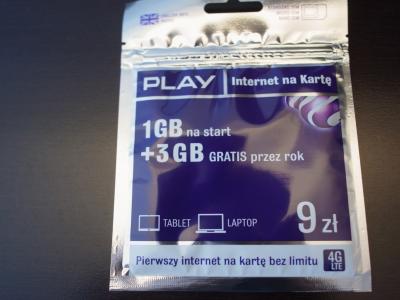 PLAY Internet na Kartę
1GB na start
+3GB GRATIS przez rok
TABLET LAPTOP 9 zł
Pierwszy internet na kartę bez limitu 4G LTE